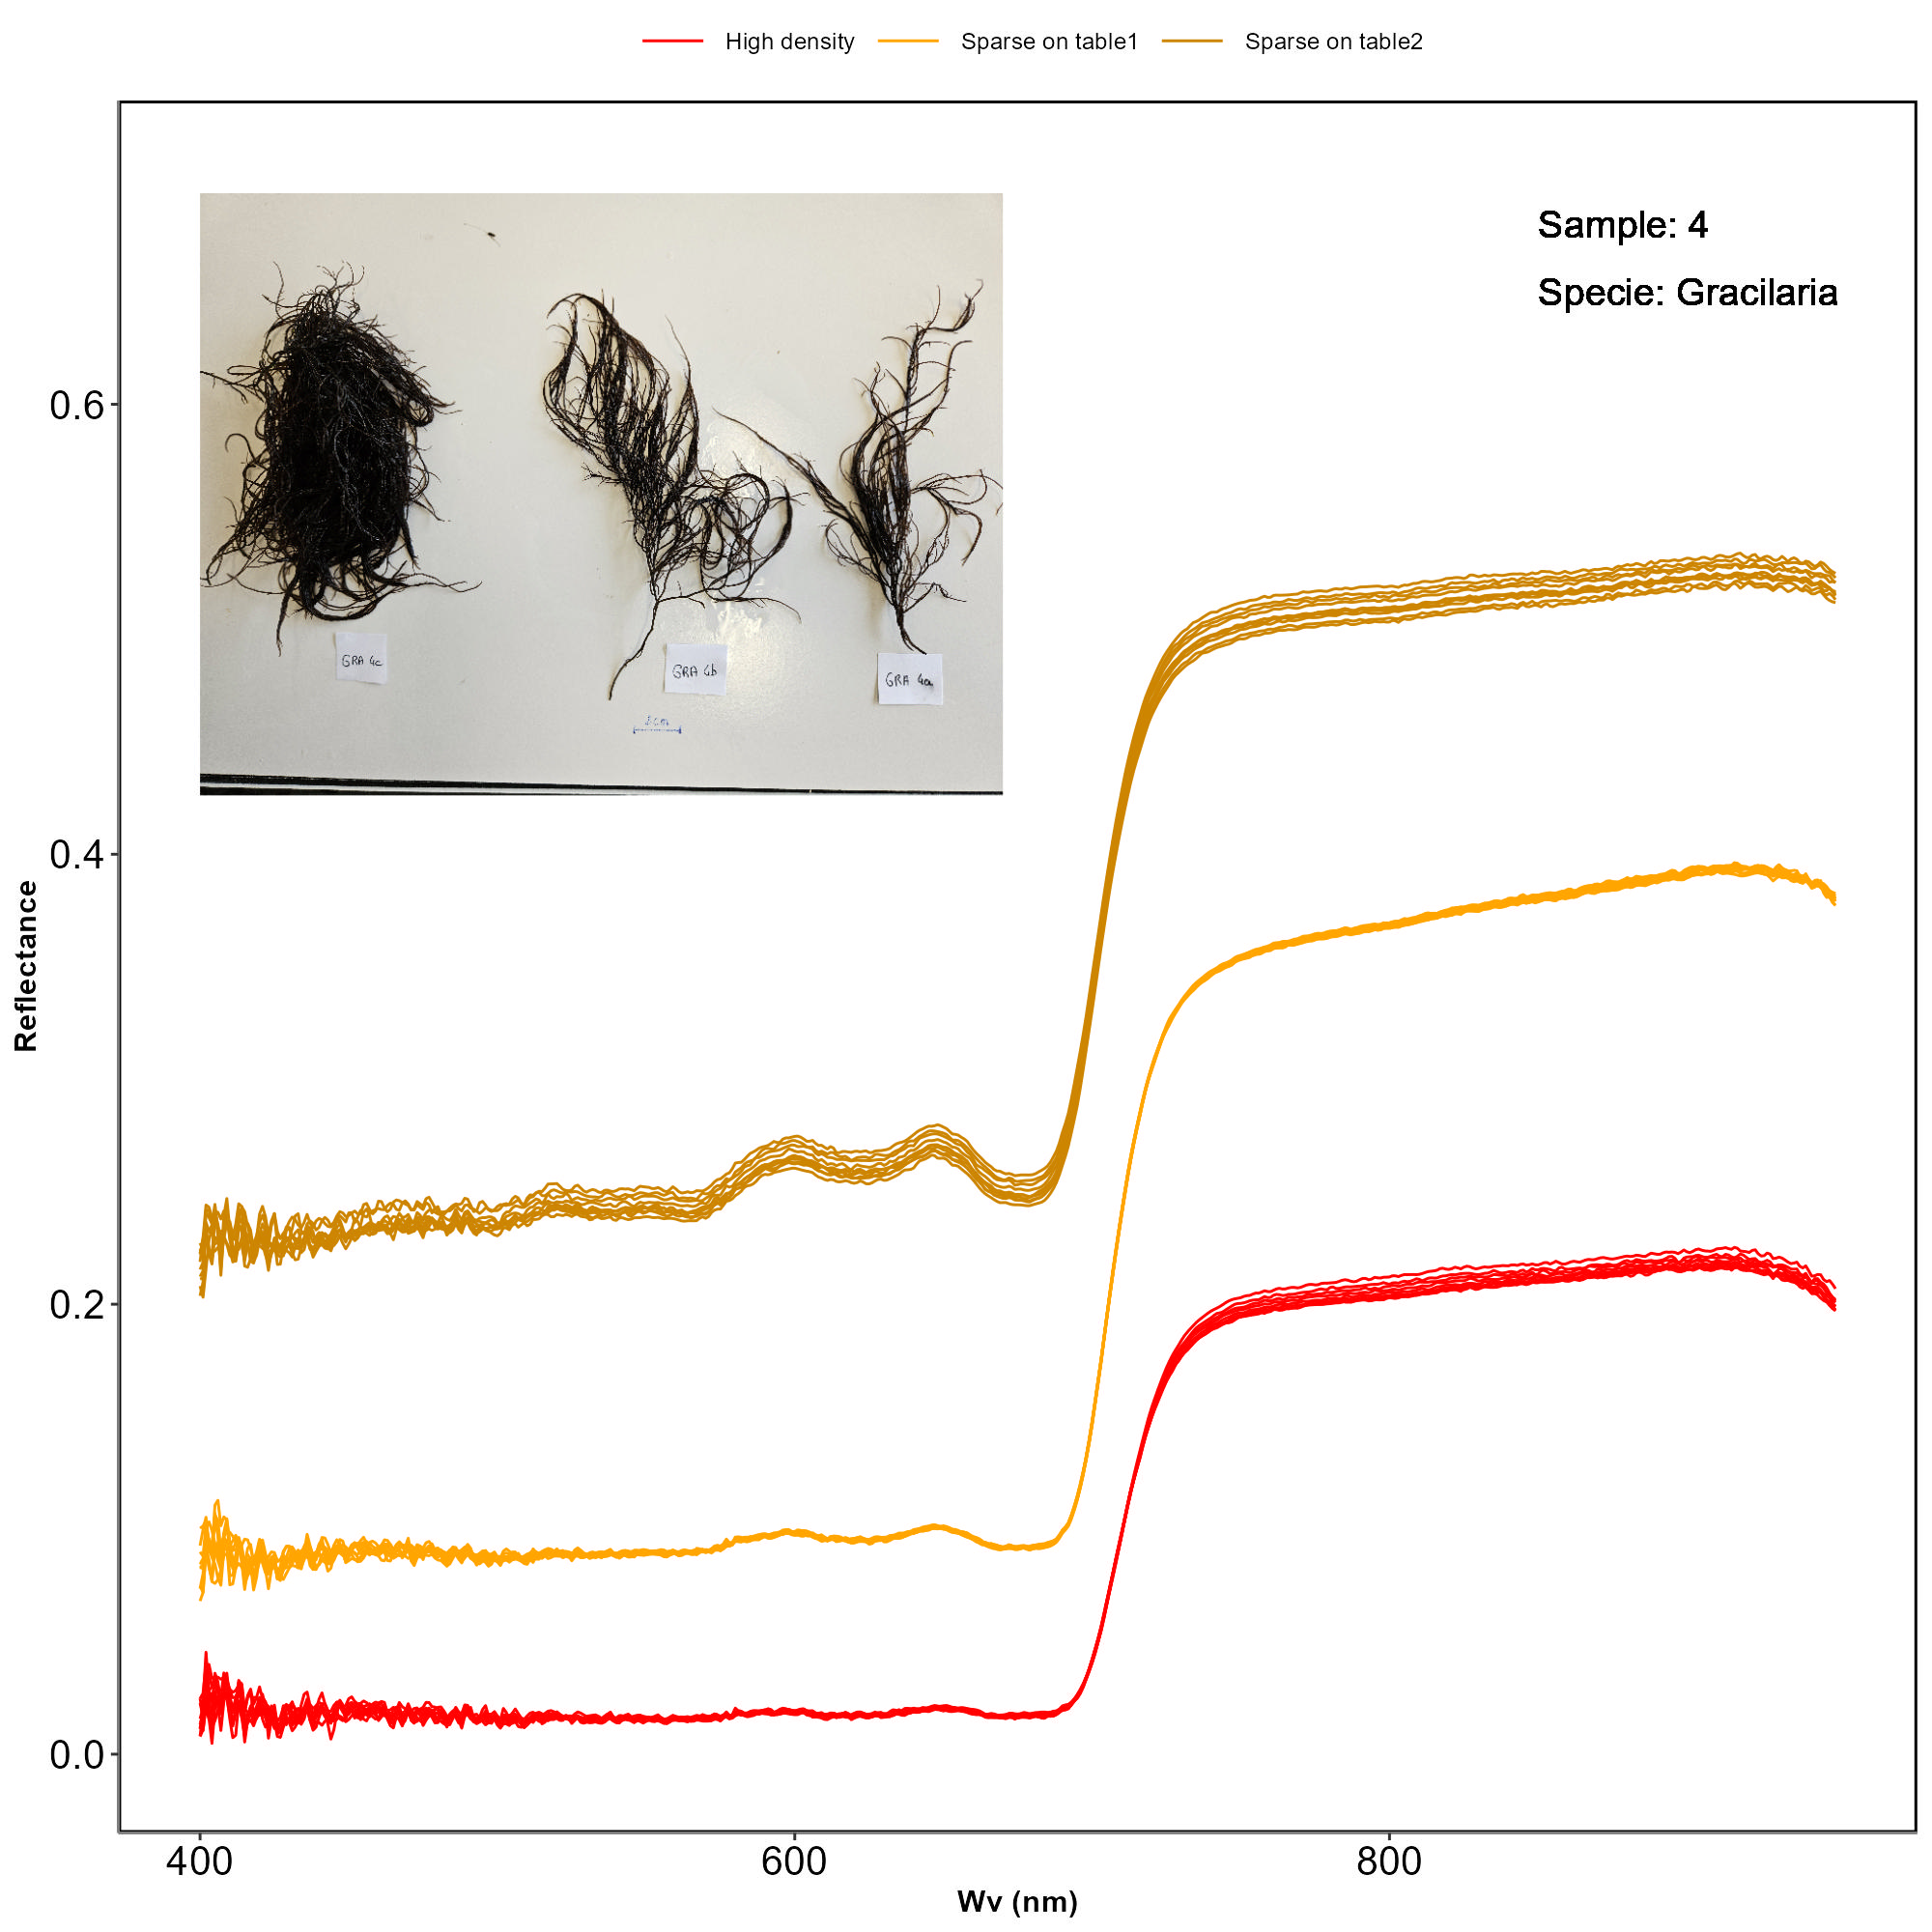 High density Sparse on table1 Sparse on table2
Sample: 4
Specie: Gracilaria
GRA 4c
GRA 4b
GRA 4a
0.6
0.4
0.2
0.0
Reflectance
400 600 800
Wv (nm)